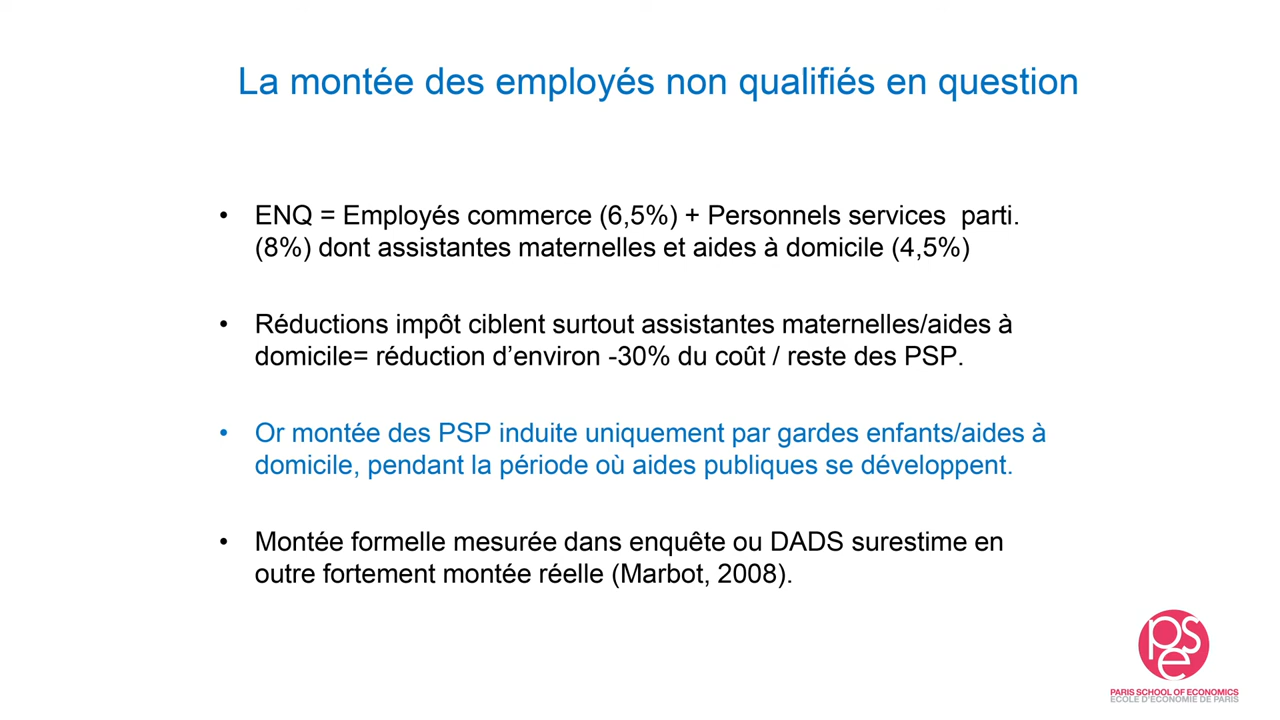 La montée des employés non qualifiés en question
• ENQ = Employés commerce (6,5%) + Personnels services parti.
(8%) dont assistantes maternelles et aides à domicile (4,5%)
• Réductions impôt ciblent surtout assistantes maternelles/aides à
domicile= réduction d’environ -30% du coût / reste des PSP.
• Or montée des PSP induite uniquement par gardes enfants/aides à
domicile, pendant la période où aides publiques se développent.
• Montée formelle mesurée dans enquête ou DADS surestime en
outre fortement montée réelle (Marbot, 2008).
pse
PARIS SCHOOL OF ECONOMICS
ECOLE D'ECONOMIE DE PARIS